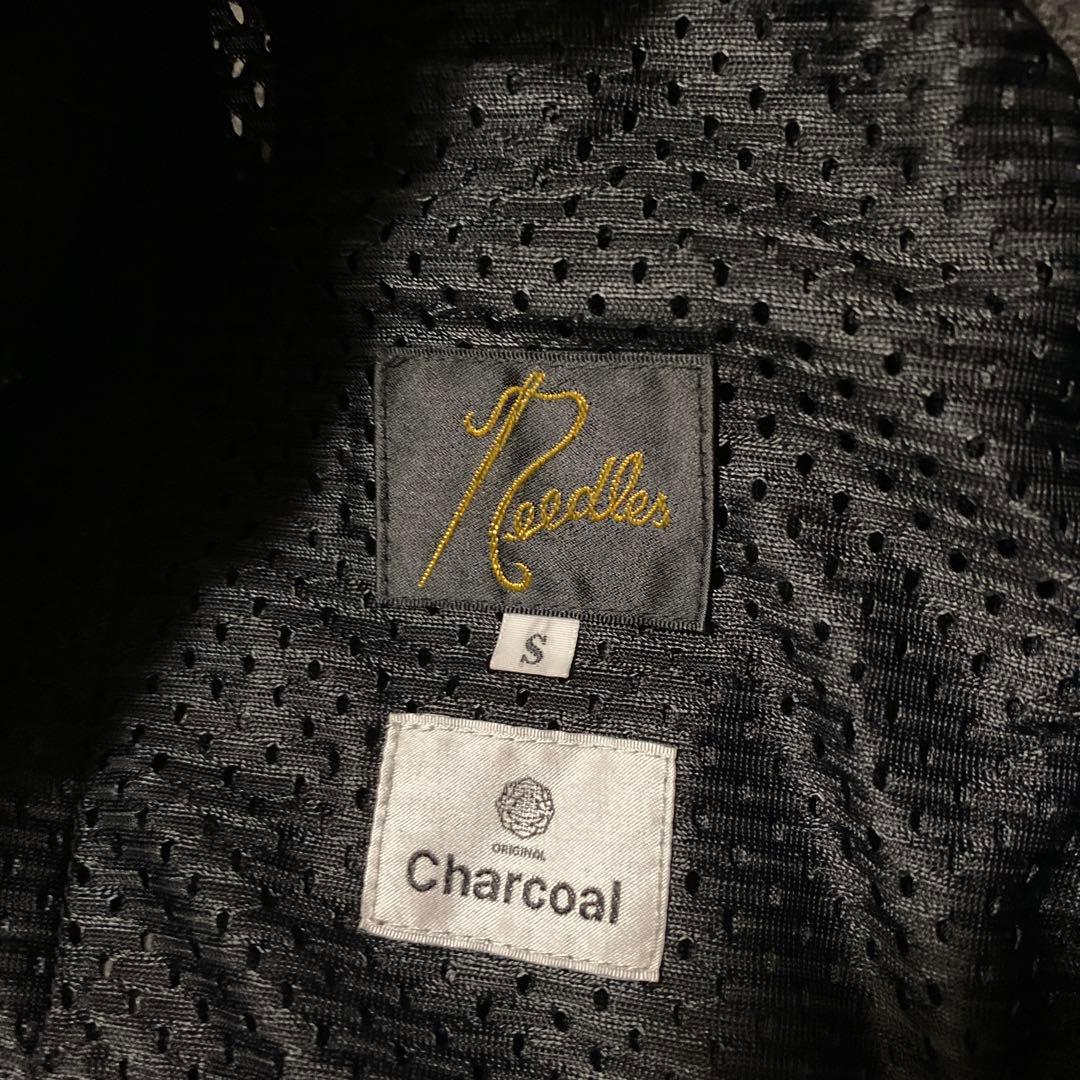 Needles
S
ORIGINAL
Charcoal